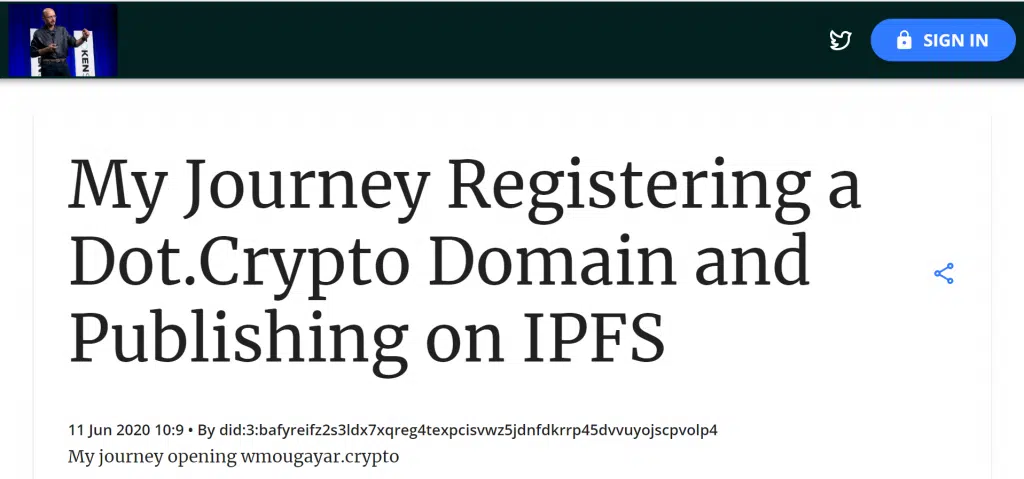 SIGN IN
My Journey Registering a
Dot.Crypto Domain and
Publishing on IPFS
11 Jun 2020 10:9 • By did:3:bafyreifz2s3ldx7xqreg4texpcisvwz5jdnfdkrrp45dvvuyojscpvolp4
My journey opening wmougayar.crypto